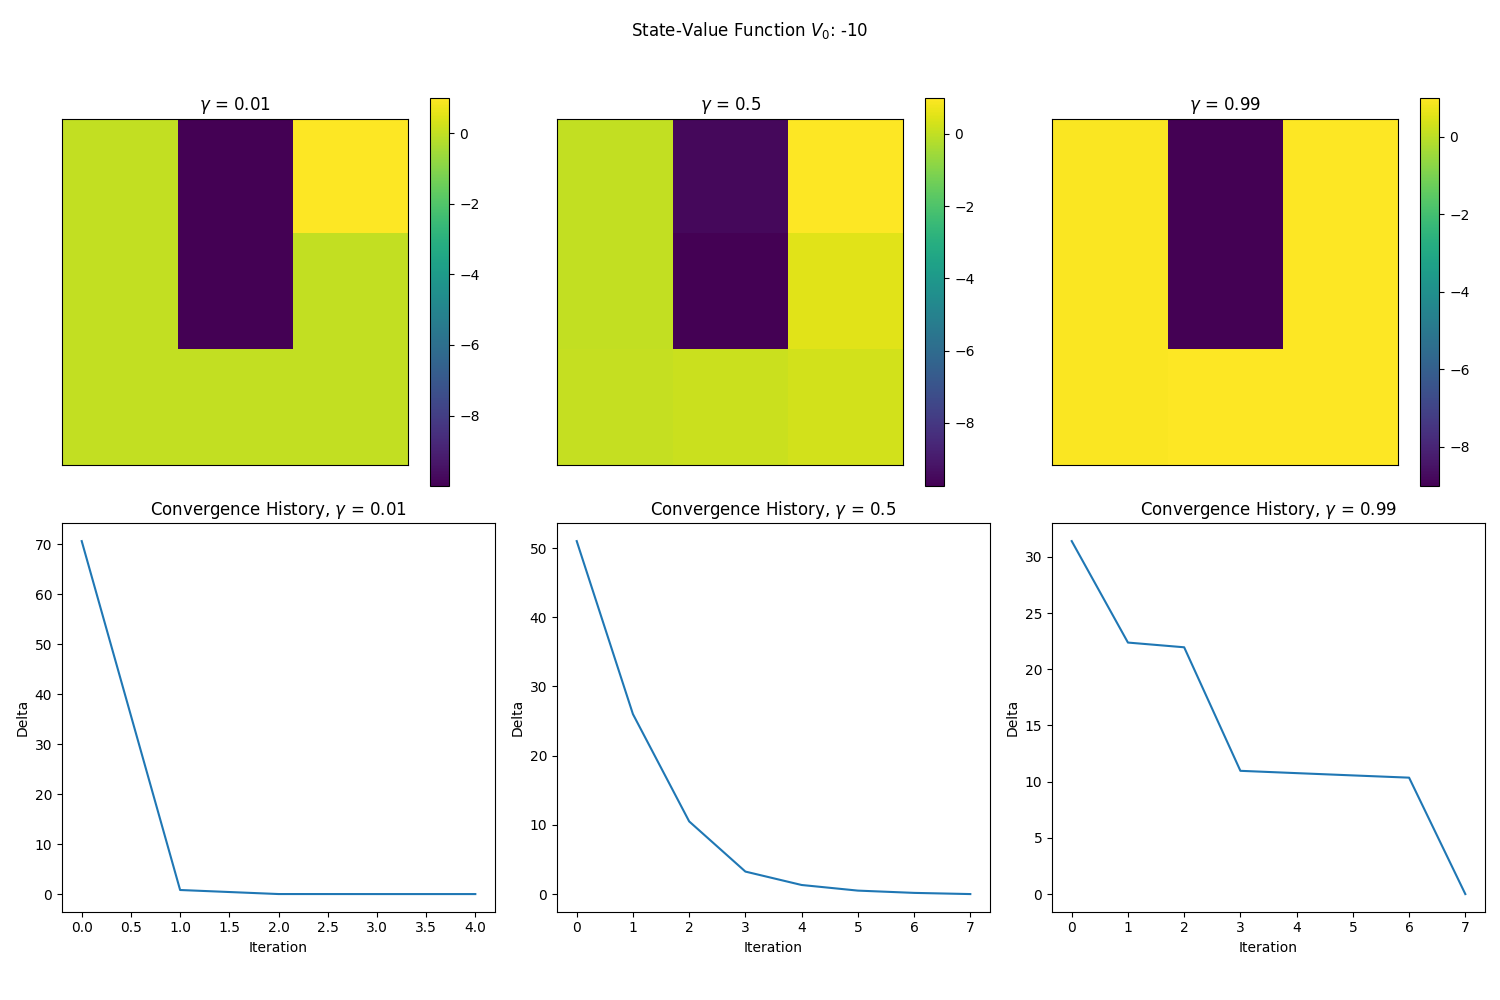 State-Value Function V₀: -10
γ = 0.01
γ = 0.5
γ = 0.99
0
−2
−4
−6
−8
0
−2
−4
−6
−8
0
−2
−4
−6
−8
Convergence History, γ = 0.01
Convergence History, γ = 0.5
Convergence History, γ = 0.99
70
60
50
40
30
20
10
0
Delta
0.0 0.5 1.0 1.5 2.0 2.5 3.0 3.5 4.0
Iteration
50
40
30
20
10
0
Delta
0 1 2 3 4 5 6 7
Iteration
30
25
20
15
10
5
0
Delta
0 1 2 3 4 5 6 7
Iteration